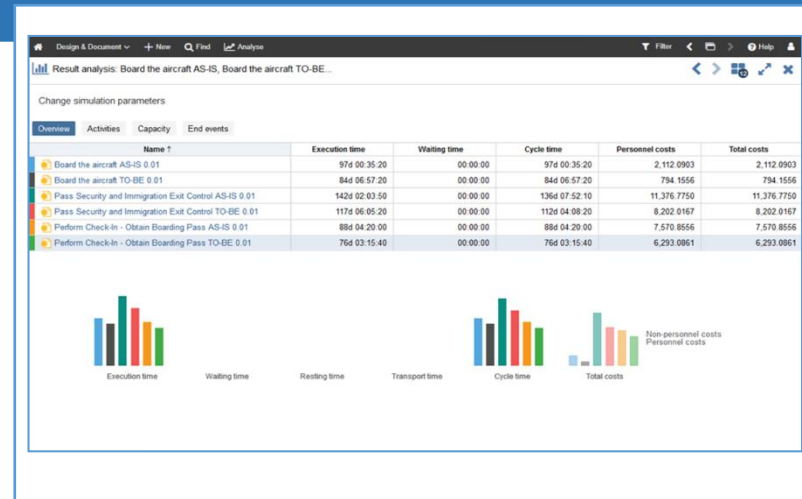 Design & Document + New Find Analyse Filter Help
Result analysis: Board the aircraft AS-IS, Board the aircraft TO-BE...
12
Change simulation parameters
Overview Activities Capacity End events
Name ↑ Execution time Waiting time Cycle time Personnel costs Total costs
Board the aircraft AS-IS 0.01 97d 00:35:20 00:00:00 97d 00:35:20 2,112.0903 2,112.0903
Board the aircraft TO-BE 0.01 84d 06:57:20 00:00:00 84d 06:57:20 794.1556 794.1556
Pass Security and Immigration Exit Control AS-IS 0.01 142d 02:03:50 00:00:00 136d 07:52:10 11,376.7750 11,376.7750
Pass Security and Immigration Exit Control TO-BE 0.01 117d 06:05:20 00:00:00 112d 04:08:20 8,202.0167 8,202.0167
Perform Check-In - Obtain Boarding Pass AS-IS 0.01 88d 04:20:00 00:00:00 88d 04:20:00 7,570.8556 7,570.8556
Perform Check-In - Obtain Boarding Pass TO-BE 0.01 76d 03:15:40 00:00:00 76d 03:15:40 6,293.0861 6,293.0861
Non-personnel costs
Personnel costs
Execution time Waiting time Resting time Transport time Cycle time Total costs